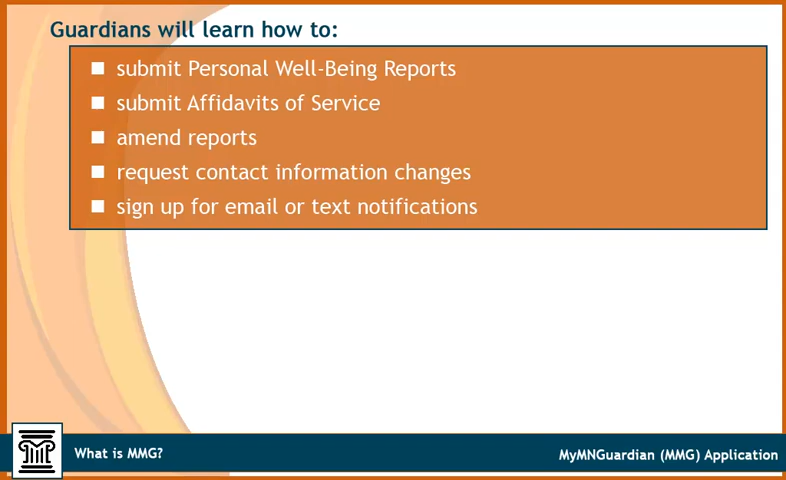 Guardians will learn how to:
submit Personal Well-Being Reports
submit Affidavits of Service
amend reports
request contact information changes
sign up for email or text notifications
What is MMG?
MyMNGuardian (MMG) Application